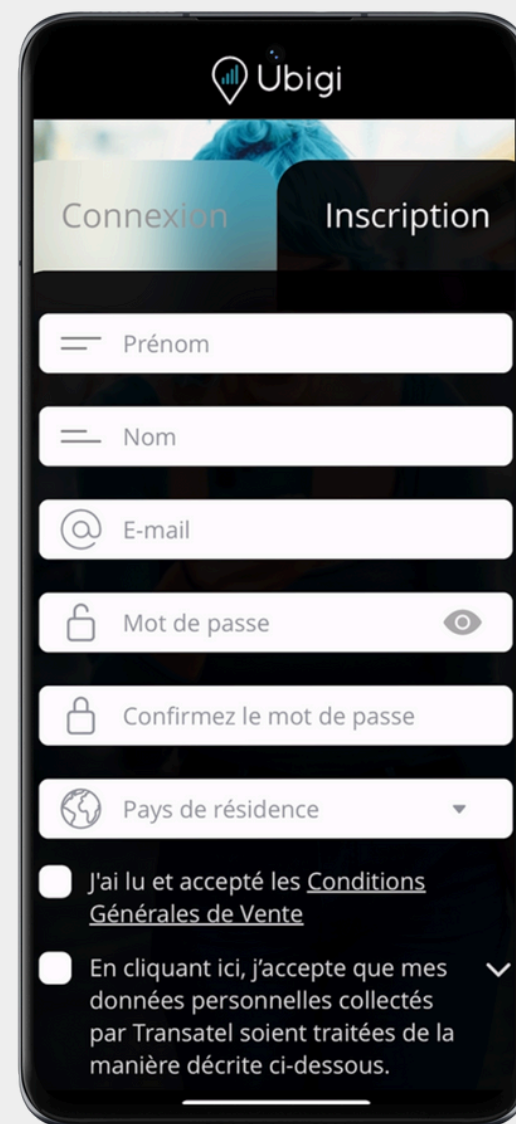 Ubigi
Connexion
Inscription
Prénom
Nom
E-mail
Mot de passe
Confirmez le mot de passe
Pays de résidence
J'ai lu et accepté les Conditions
Générales de Vente
En cliquant ici, j’accepte que mes
données personnelles collectés
par Transatel soient traitées de la
manière décrite ci-dessous.